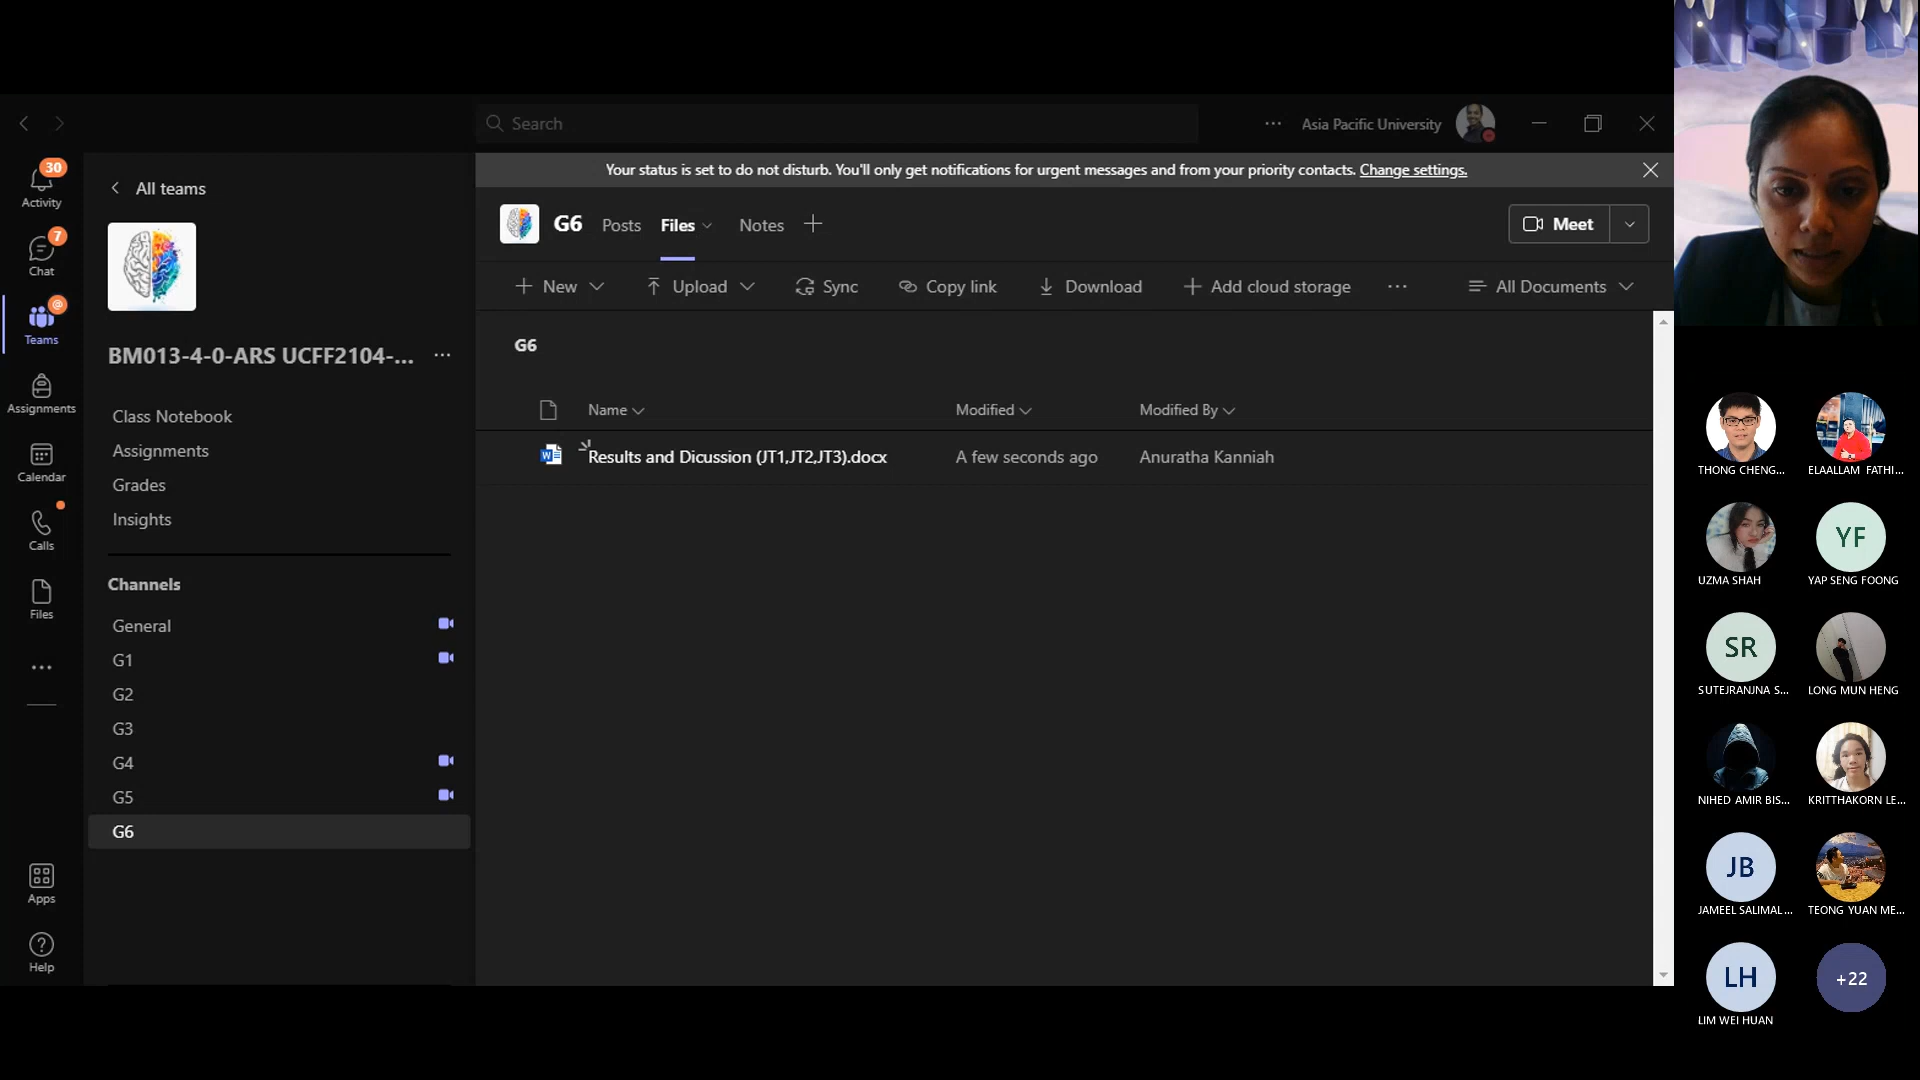 Search
Asia Pacific University
Your status is set to do not disturb. You'll only get notifications for urgent messages and from your priority contacts. Change settings.
30
Activity
7
Chat
@
Teams
Assignments
Calendar
Calls
Files
Apps
Help
All teams
BM013-4-0-ARS UCFF2104-...
Class Notebook
Assignments
Grades
Insights
Channels
General
G1
G2
G3
G4
G5
G6
G6 Posts Files Notes
Meet
New Upload Sync Copy link Download Add cloud storage All Documents
G6
Name Modified Modified By
Results and Dicussion (JT1,JT2,JT3).docx A few seconds ago Anuratha Kanniah
THONG CHENG... ELAALLAM FATHI...
YF
UZMA SHAH YAP SENG FOONG
SR
SUTEJRANJNA S... LONG MUN HENG
NIHED AMIR BIS... KRITTHAKORN LE...
JB
JAMEEL SALIMAL... TEONG YUAN ME...
LH +22
LIM WEI HUAN